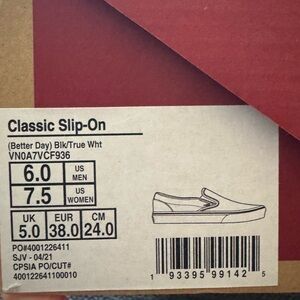 Classic Slip-On
(Better Day) Blk/True Wht
VN0A7VCF936
6.0 US MEN
7.5 US WOMEN
UK EUR CM
5.0 38.0 24.0
PO#4001226411
SJV - 04/21
CPSIA PO/CUT#
400122641100010
1 93395 99142 5